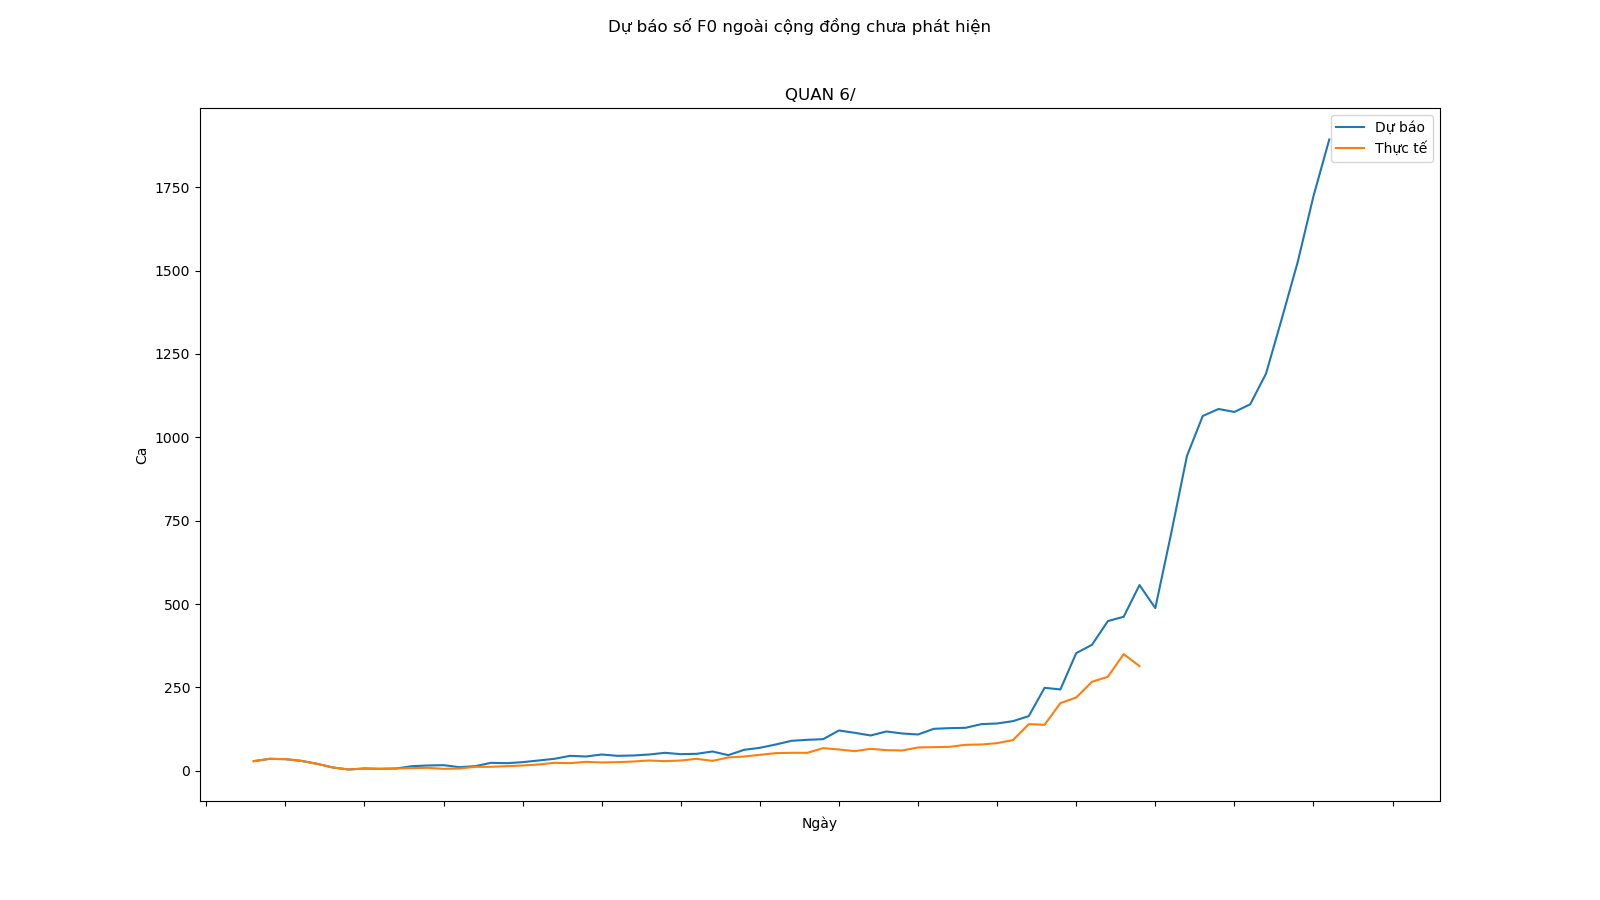 Dự báo số F0 ngoài cộng đồng chưa phát hiện
QUAN 6/
Dự báo
Thực tế
1750
1500
1250
1000
750
500
250
0
Ca
Ngày